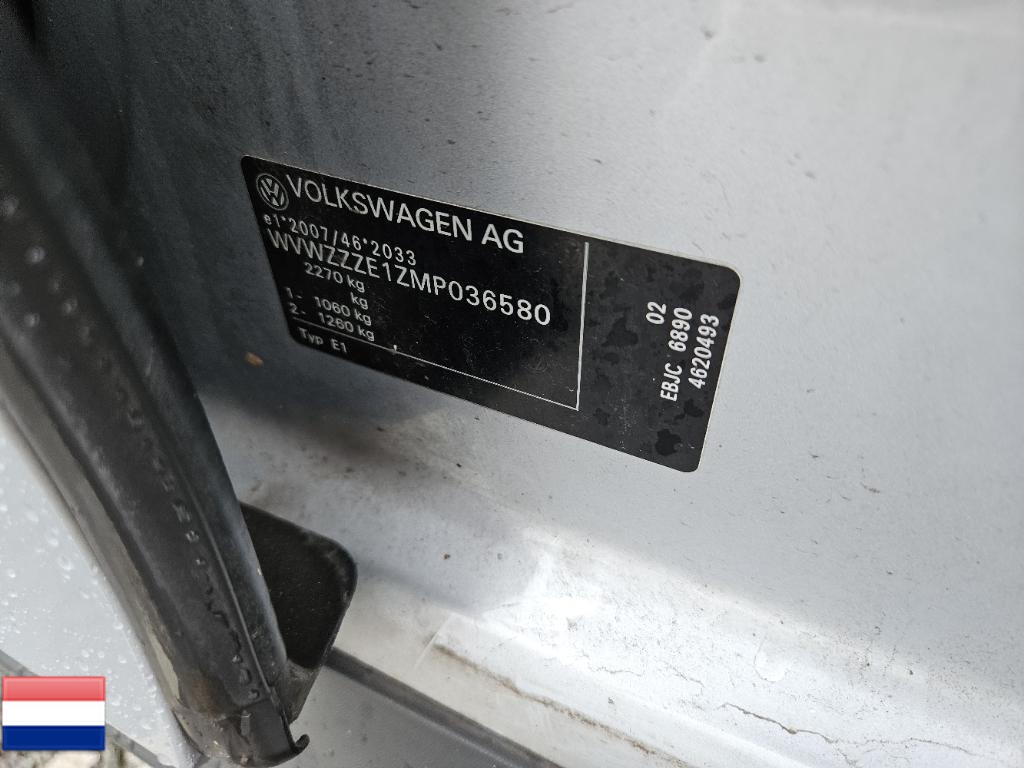 VOLKSWAGEN AG
e1*2007/46*2033
WVWZZZE1ZMP036580
2270 kg
kg
1- 1060 kg
2- 1260 kg
Typ E1
02
EBJC 6890
4620493